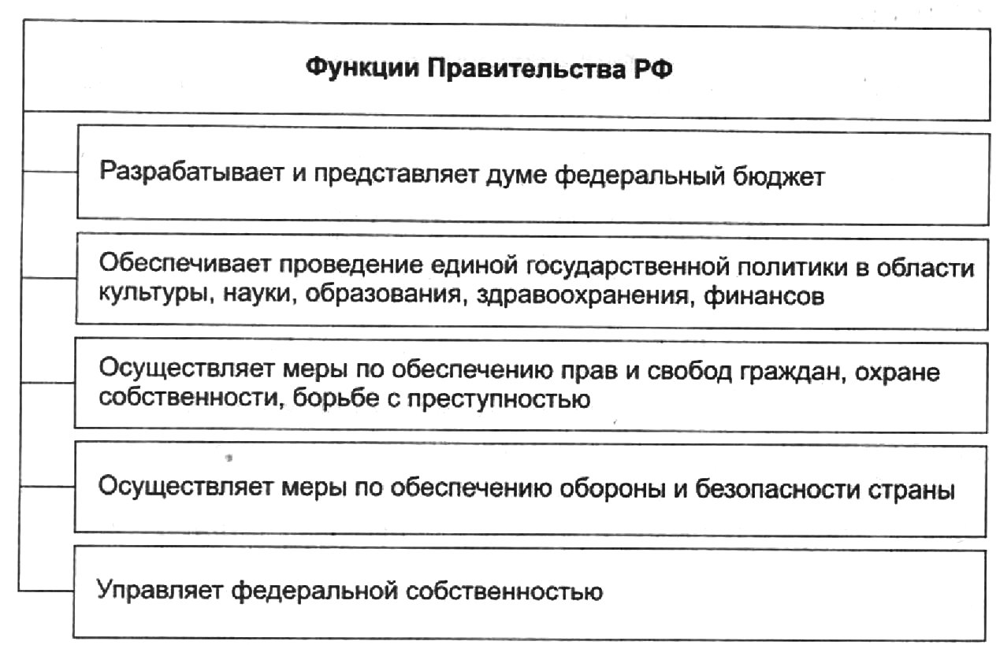 Функции Правительства РФ
Разрабатывает и представляет думе федеральный бюджет
Обеспечивает проведение единой государственной политики в области
культуры, науки, образования, здравоохранения, финансов
Осуществляет меры по обеспечению прав и свобод граждан, охране
собственности, борьбе с преступностью
Осуществляет меры по обеспечению обороны и безопасности страны
Управляет федеральной собственностью